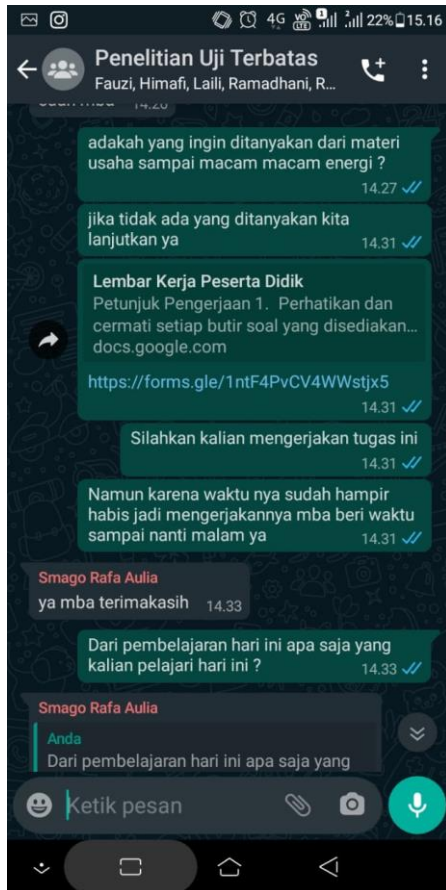 4G 22% 15.16
Penelitian Uji Terbatas
Fauzi, Himafi, Laili, Ramadhani, R...
14.26
adakah yang ingin ditanyakan dari materi
usaha sampai macam macam energi ?
14.27
jika tidak ada yang ditanyakan kita
lanjutkan ya
14.31
Lembar Kerja Peserta Didik
Petunjuk Pengerjaan 1. Perhatikan dan
cermati setiap butir soal yang disediakan...
docs.google.com
https://forms.gle/1ntF4PvCV4WWstjx5
14.31
Silahkan kalian mengerjakan tugas ini
14.31
Namun karena waktu nya sudah hampir
habis jadi mengerjakannya mba beri waktu
sampai nanti malam ya
14.31
Smago Rafa Aulia
ya mba terimakasih 14.33
Dari pembelajaran hari ini apa saja yang
kalian pelajari hari ini ?
14.33
Smago Rafa Aulia
Anda
Dari pembelajaran hari ini apa saja yang
Ketik pesan